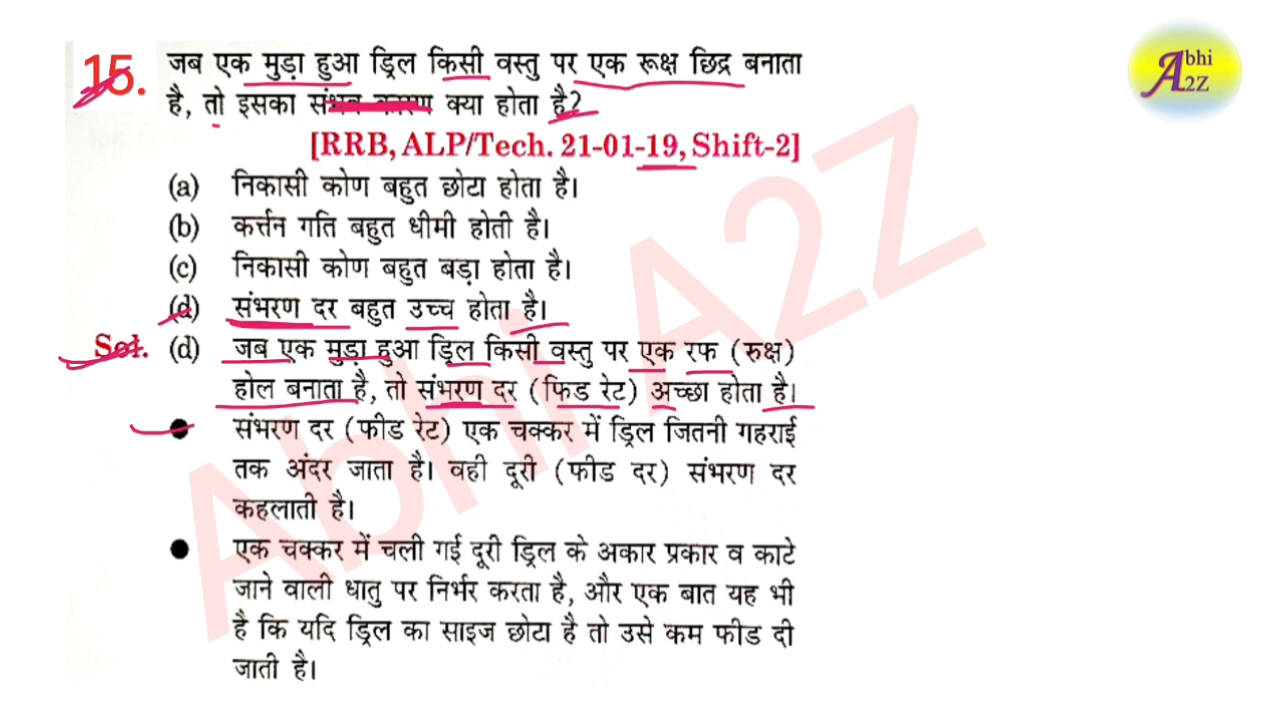 15. जब एक मुड़ा हुआ ड्रिल किसी वस्तु पर एक रूक्ष छिद्र बनाता
है, तो इसका संभव कारण क्या होता है?
[RRB, ALP/Tech. 21-01-19, Shift-2]
(a) निकासी कोण बहुत छोटा होता है।
(b) कर्त्तन गति बहुत धीमी होती है।
(c) निकासी कोण बहुत बड़ा होता है।
(d) संभरण दर बहुत उच्च होता है।
Sol. (d) जब एक मुड़ा हुआ ड्रिल किसी वस्तु पर एक रफ (रुक्ष)
होल बनाता है, तो संभरण दर (फिड रेट) अच्छा होता है।
● संभरण दर (फीड रेट) एक चक्कर में ड्रिल जितनी गहराई
तक अंदर जाता है। वही दूरी (फीड दर) संभरण दर
कहलाती है।
● एक चक्कर में चली गई दूरी ड्रिल के अकार प्रकार व काटे
जाने वाली धातु पर निर्भर करता है, और एक बात यह भी
है कि यदि ड्रिल का साइज छोटा है तो उसे कम फीड दी
जाती है।
Abhi A2Z
Abhi
A2Z